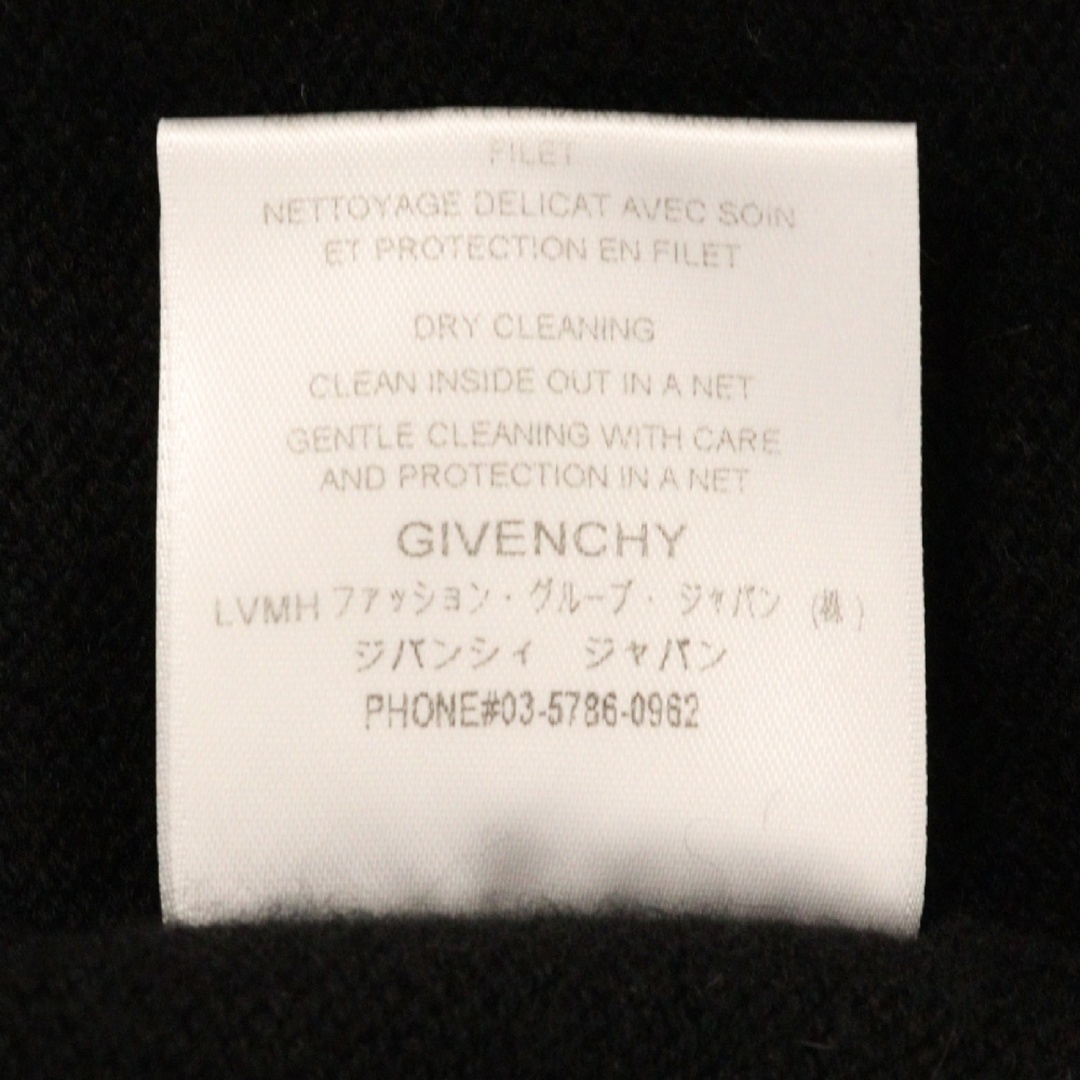 FILET
NETTOYAGE DELICAT AVEC SOIN
ET PROTECTION EN FILET
DRY CLEANING
CLEAN INSIDE OUT IN A NET
GENTLE CLEANING WITH CARE
AND PROTECTION IN A NET
GIVENCHY
LVMH ファッション・グループ・ジャパン (株)
ジバンシィ ジャパン
PHONE#03-5786-0962